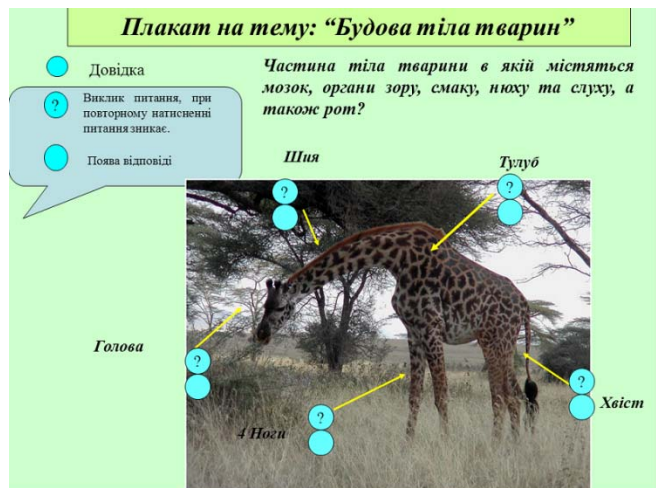 Плакат на тему: “Будова тіла тварин”
Довідка
? Виклик питання, при
повторному натисненні
питання зникає.
Поява відповіді
Частина тіла тварини в якій містяться
мозок, органи зору, смаку, нюху та слуху, а
також рот?
Шия
Тулуб
?
?
Голова
?
?
?
Хвіст
4 Ноги